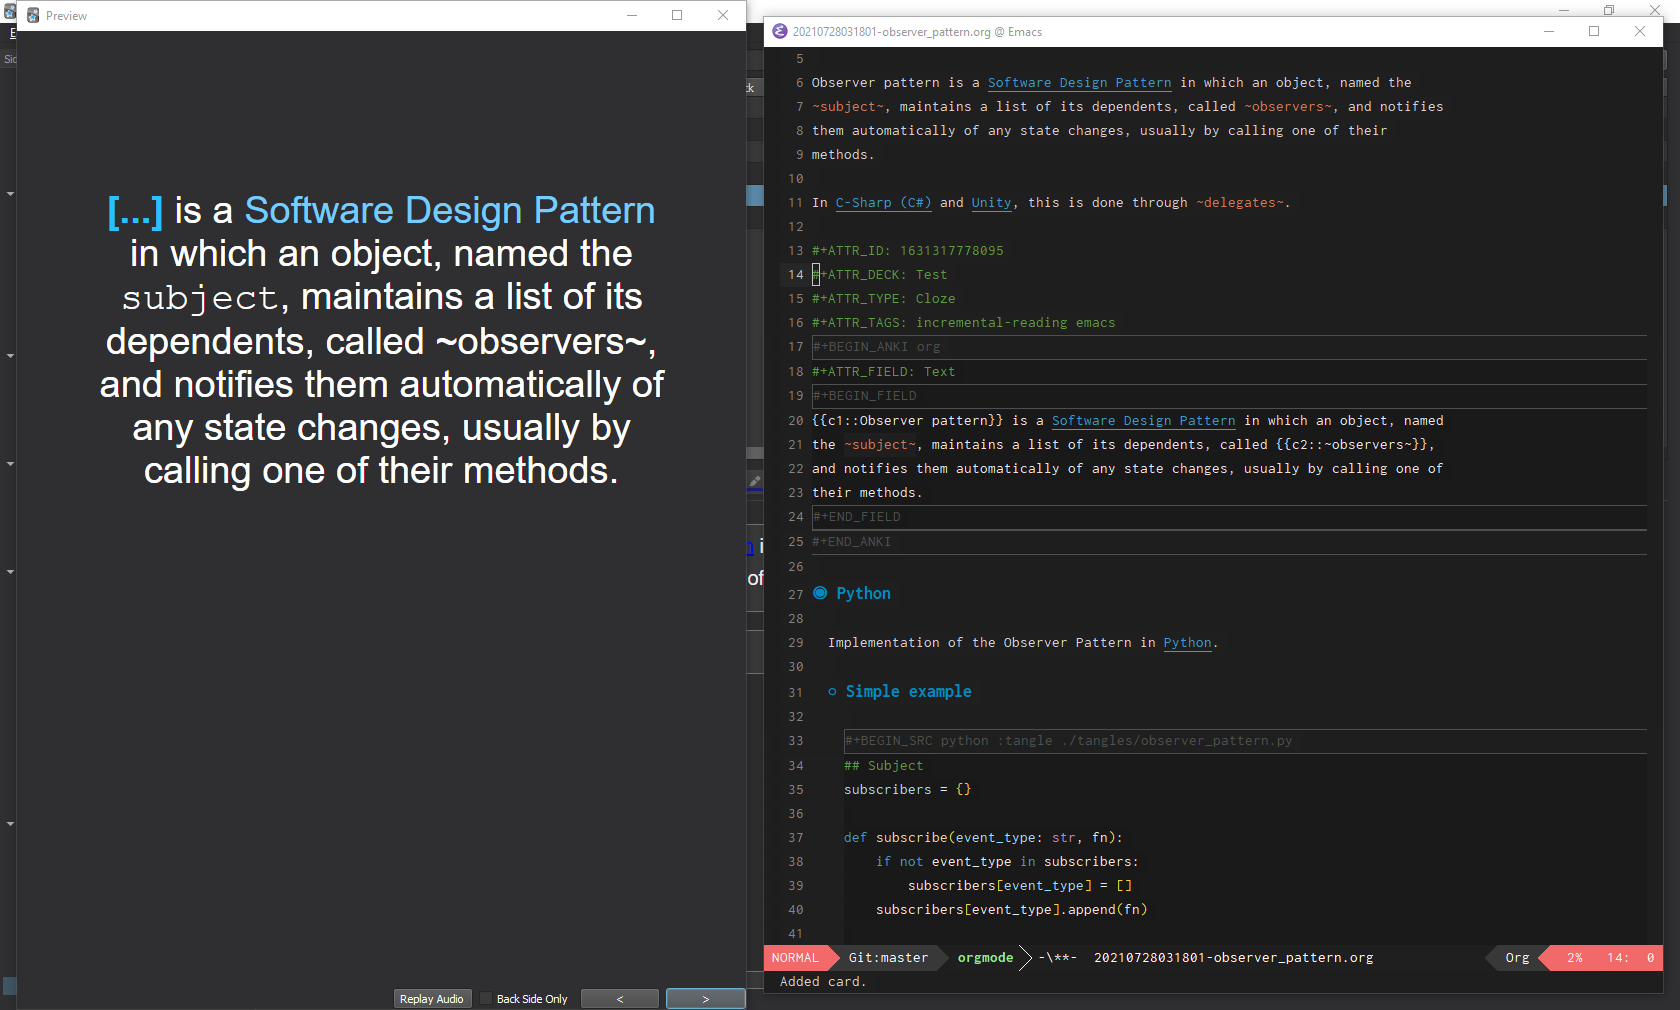 Preview
E
Sid
ck
[...] is a Software Design Pattern
in which an object, named the
subject, maintains a list of its
dependents, called ~observers~,
and notifies them automatically of
any state changes, usually by
calling one of their methods.
i
of
Replay Audio
Back Side Only
<
>
20210728031801-observer_pattern.org @ Emacs
5
6 Observer pattern is a Software Design Pattern in which an object, named the
7 ~subject~, maintains a list of its dependents, called ~observers~, and notifies
8 them automatically of any state changes, usually by calling one of their
9 methods.
10
11 In C-Sharp (C#) and Unity, this is done through ~delegates~.
12
13 #+ATTR_ID: 1631317778095
14 #+ATTR_DECK: Test
15 #+ATTR_TYPE: Cloze
16 #+ATTR_TAGS: incremental-reading emacs
17 #+BEGIN_ANKI org
18 #+ATTR_FIELD: Text
19 #+BEGIN_FIELD
20 {{c1::Observer pattern}} is a Software Design Pattern in which an object, named
21 the ~subject~, maintains a list of its dependents, called {{c2::~observers~}},
22 and notifies them automatically of any state changes, usually by calling one of
23 their methods.
24 #+END_FIELD
25 #+END_ANKI
26
27 ◉ Python
28
29 Implementation of the Observer Pattern in Python.
30
31 ○ Simple example
32
33 #+BEGIN_SRC python :tangle ./tangles/observer_pattern.py
34 ## Subject
35 subscribers = {}
36
37 def subscribe(event_type: str, fn):
38 if not event_type in subscribers:
39 subscribers[event_type] = []
40 subscribers[event_type].append(fn)
41
NORMAL Git:master orgmode -\**- 20210728031801-observer_pattern.org Org 2% 14: 0
Added card.